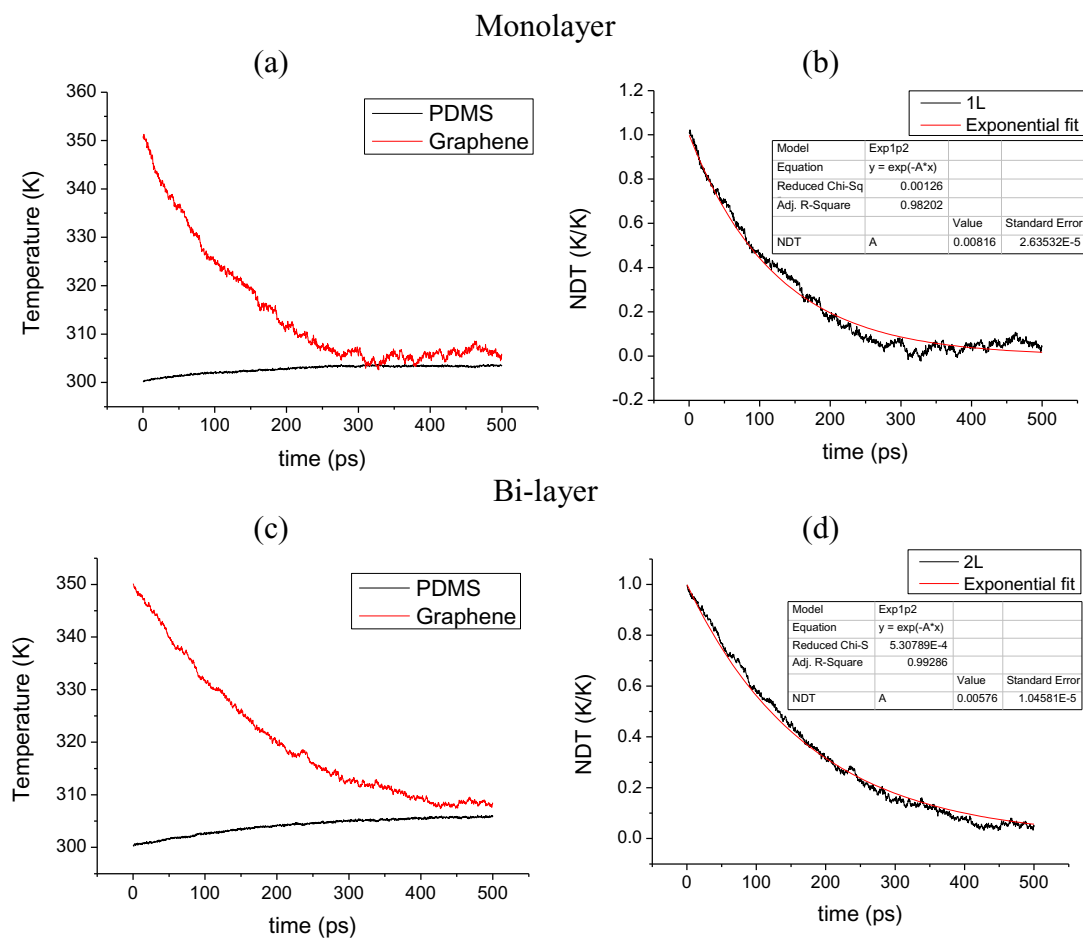 Monolayer
(a)
360
350
340
330
320
310
300
Temperature (K)
PDMS
Graphene
0 100 200 300 400 500
time (ps)
(b)
1.2
1.0
0.8
0.6
0.4
0.2
0.0
-0.2
NDT (K/K)
1L
Exponential fit
Model Exp1p2
Equation y = exp(-A*x)
Reduced Chi-Sq 0.00126
Adj. R-Square 0.98202
Value Standard Error
NDT A 0.00816 2.63532E-5
0 100 200 300 400 500
time (ps)
Bi-layer
(c)
350
340
330
320
310
300
Temperature (K)
PDMS
Graphene
0 100 200 300 400 500
time (ps)
(d)
1.0
0.8
0.6
0.4
0.2
0.0
NDT (K/K)
2L
Exponential fit
Model Exp1p2
Equation y = exp(-A*x)
Reduced Chi-S 5.30789E-4
Adj. R-Square 0.99286
Value Standard Error
NDT A 0.00576 1.04581E-5
0 100 200 300 400 500
time (ps)